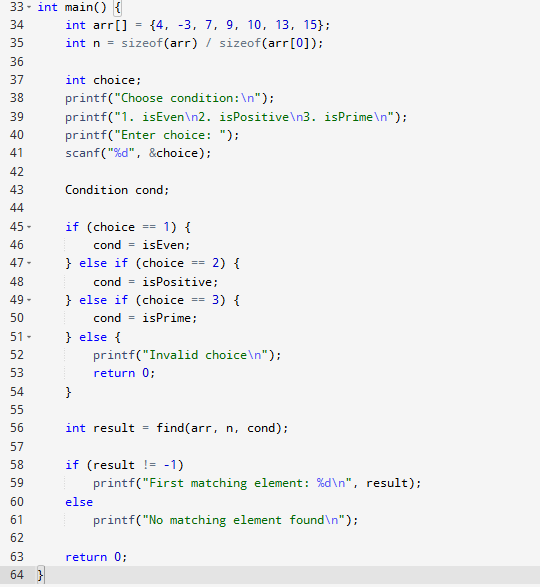 33 int main() {
34     int arr[] = {4, -3, 7, 9, 10, 13, 15};
35     int n = sizeof(arr) / sizeof(arr[0]);
36
37     int choice;
38     printf("Choose condition:\n");
39     printf("1. isEven\n2. isPositive\n3. isPrime\n");
40     printf("Enter choice: ");
41     scanf("%d", &choice);
42
43     Condition cond;
44
45     if (choice == 1) {
46         cond = isEven;
47     } else if (choice == 2) {
48         cond = isPositive;
49     } else if (choice == 3) {
50         cond = isPrime;
51     } else {
52         printf("Invalid choice\n");
53         return 0;
54     }
55
56     int result = find(arr, n, cond);
57
58     if (result != -1)
59         printf("First matching element: %d\n", result);
60     else
61         printf("No matching element found\n");
62
63     return 0;
64 }